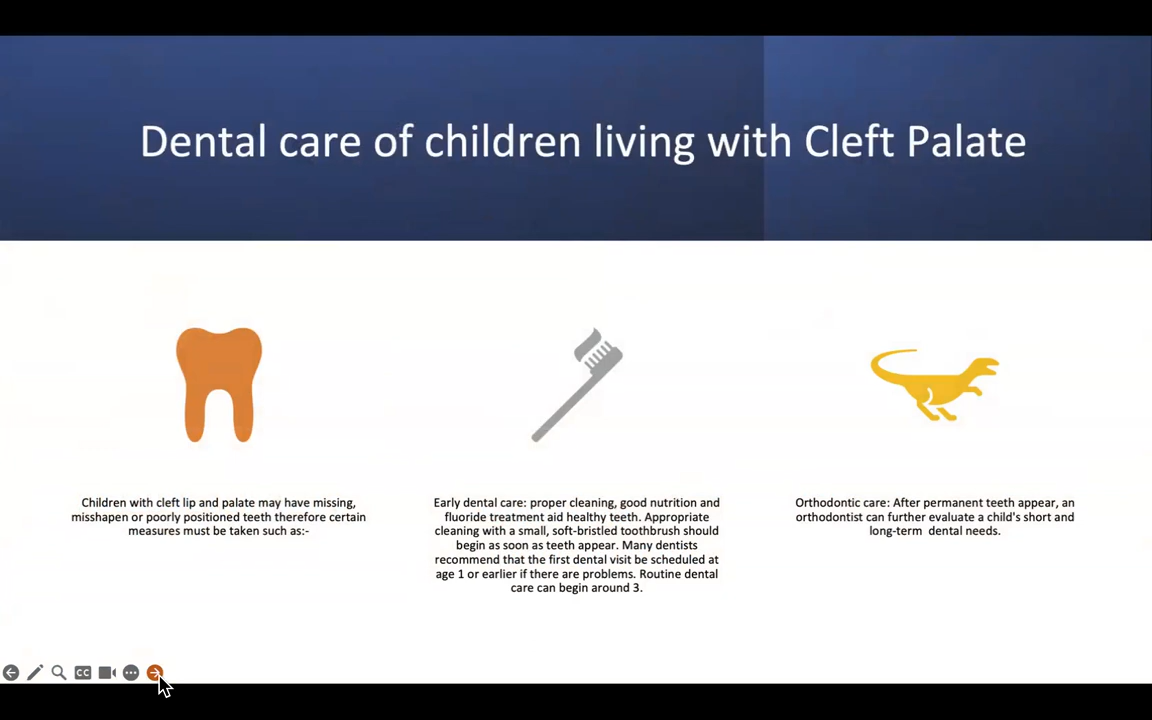 Dental care of children living with Cleft Palate
Children with cleft lip and palate may have missing,
misshapen or poorly positioned teeth therefore certain
measures must be taken such as:-
Early dental care: proper cleaning, good nutrition and
fluoride treatment aid healthy teeth. Appropriate
cleaning with a small, soft-bristled toothbrush should
begin as soon as teeth appear. Many dentists
recommend that the first dental visit be scheduled at
age 1 or earlier if there are problems. Routine dental
care can begin around 3.
Orthodontic care: After permanent teeth appear, an
orthodontist can further evaluate a child's short and
long-term  dental needs.
CC